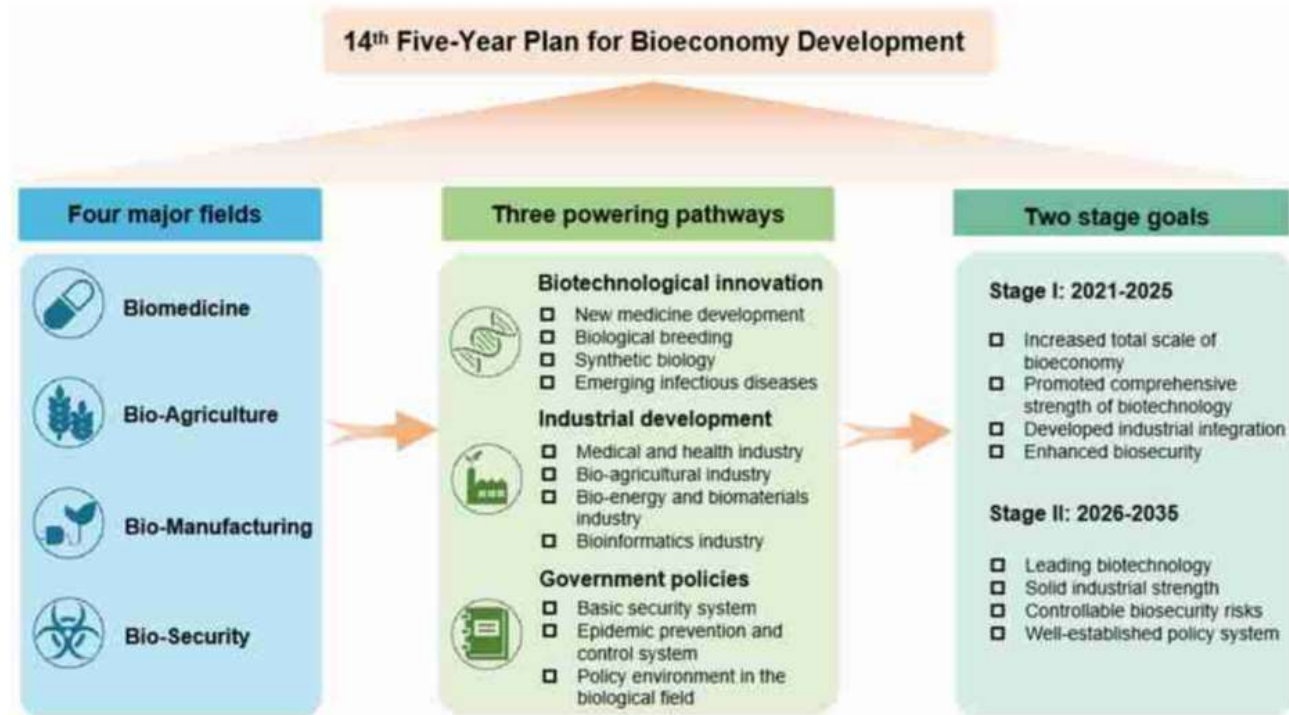 14th Five-Year Plan for Bioeconomy Development
Four major fields
Biomedicine
Bio-Agriculture
Bio-Manufacturing
Bio-Security
Three powering pathways
Biotechnological innovation
New medicine development
Biological breeding
Synthetic biology
Emerging infectious diseases
Industrial development
Medical and health industry
Bio-agricultural industry
Bio-energy and biomaterials
industry
Bioinformatics industry
Government policies
Basic security system
Epidemic prevention and
control system
Policy environment in the
biological field
Two stage goals
Stage I: 2021-2025
Increased total scale of
bioeconomy
Promoted comprehensive
strength of biotechnology
Developed industrial integration
Enhanced biosecurity
Stage II: 2026-2035
Leading biotechnology
Solid industrial strength
Controllable biosecurity risks
Well-established policy system